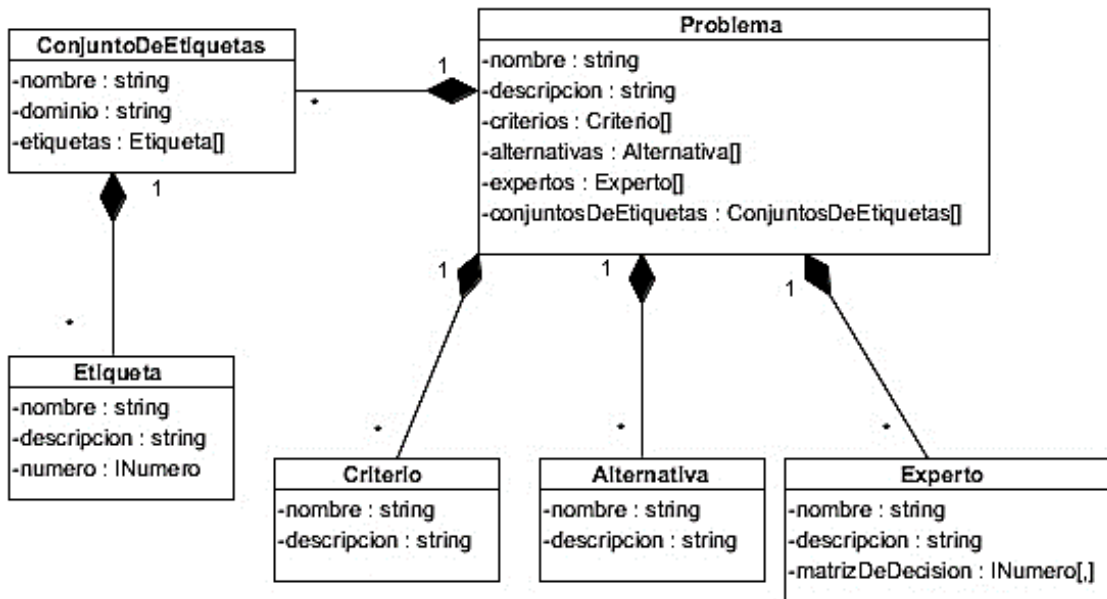 ConjuntoDeEtiquetas
-nombre : string
-dominio : string
-etiquetas : Etiqueta[]
1
*
Problema
-nombre : string
-descripcion : string
-criterios : Criterio[]
-alternativas : Alternativa[]
-expertos : Experto[]
-conjuntosDeEtiquetas : ConjuntosDeEtiquetas[]
1
1
1
1
*
Etiqueta
-nombre : string
-descripcion : string
-numero : INumero
*
Criterio
-nombre : string
-descripcion : string
*
Alternativa
-nombre : string
-descripcion : string
*
Experto
-nombre : string
-descripcion : string
-matrizDeDecision : INumero[,]